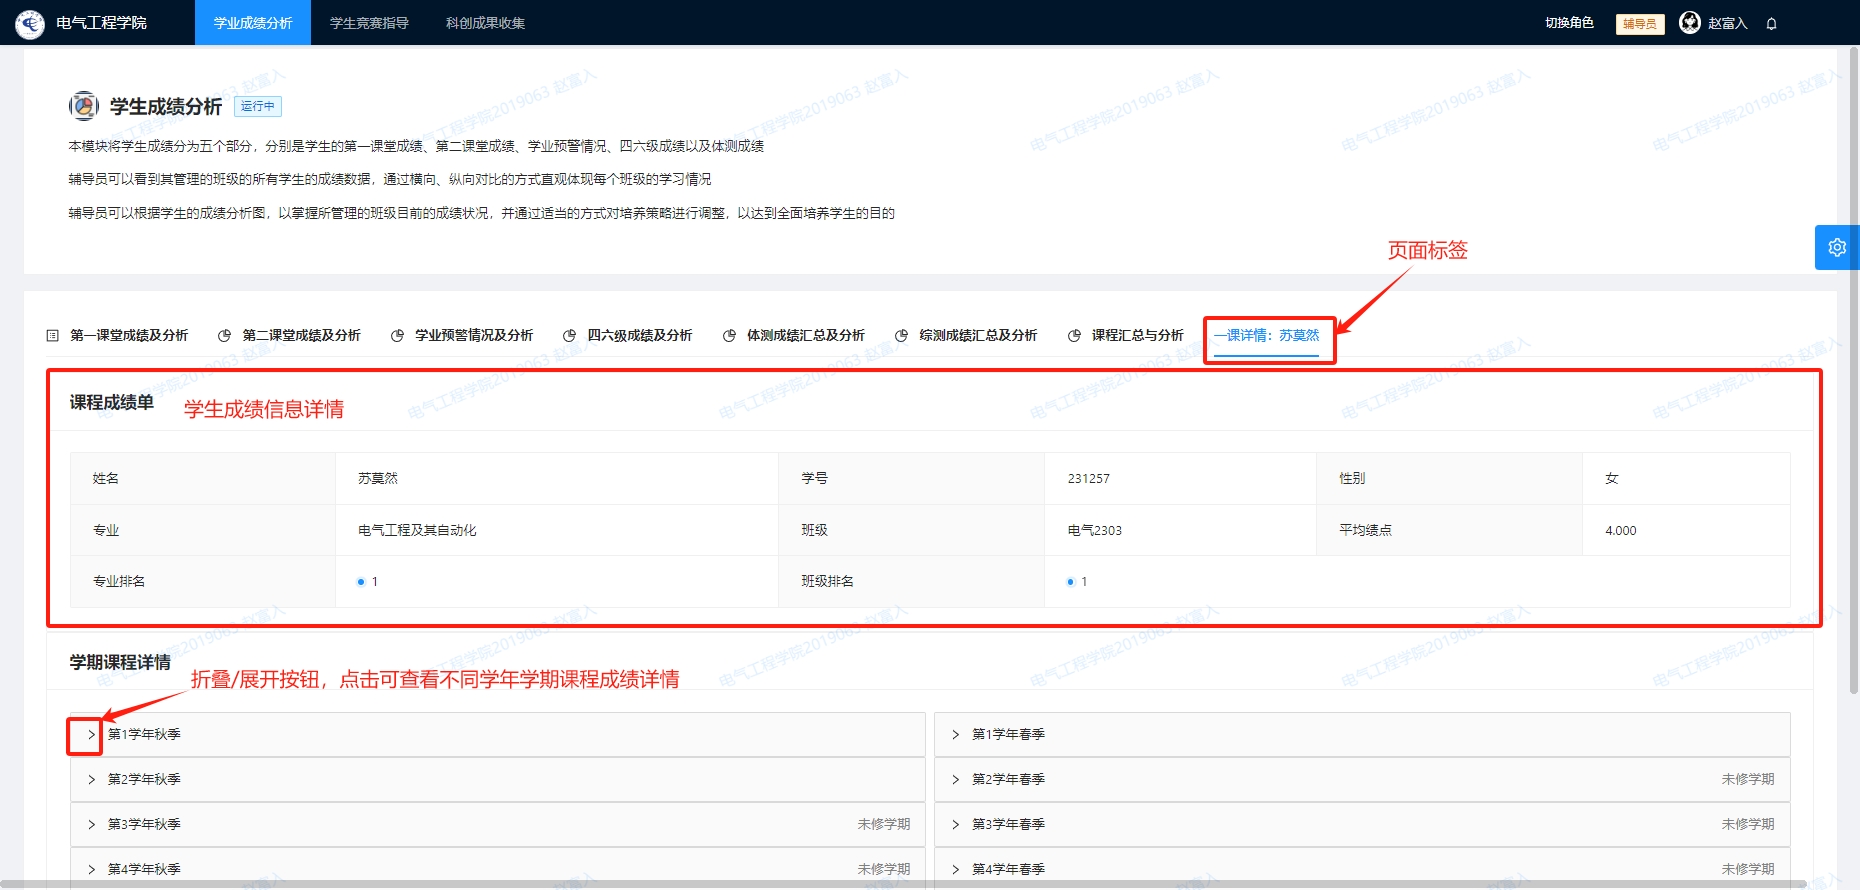 电气工程学院 学业成绩分析 学生竞赛指导 科创成果收集 切换角色 辅导员 赵富入
学生成绩分析 运行中
本模块将学生成绩分为五个部分，分别是学生的第一课堂成绩、第二课堂成绩、学业预警情况、四六级成绩以及体测成绩
辅导员可以看到其管理的班级的所有学生的成绩数据，通过横向、纵向对比的方式直观体现每个班级的学习情况
辅导员可以根据学生的成绩分析图，以掌握所管理的班级目前的成绩状况，并通过适当的方式对培养策略进行调整，以达到全面培养学生的目的
页面标签
第一课堂成绩及分析 第二课堂成绩及分析 学业预警情况及分析 四六级成绩及分析 体测成绩汇总及分析 综测成绩汇总及分析 课程汇总与分析 一课详情：苏莫然
课程成绩单 学生成绩信息详情
姓名 苏莫然 学号 231257 性别 女
专业 电气工程及其自动化 班级 电气2303 平均绩点 4.000
专业排名 1 班级排名 1
学期课程详情
折叠/展开按钮，点击可查看不同学年学期课程成绩详情
第1学年秋季 第1学年春季
第2学年秋季 第2学年春季 未修学期
第3学年秋季 未修学期 第3学年春季 未修学期
第4学年秋季 未修学期 第4学年春季 未修学期
电气工程学院2019063 赵富入